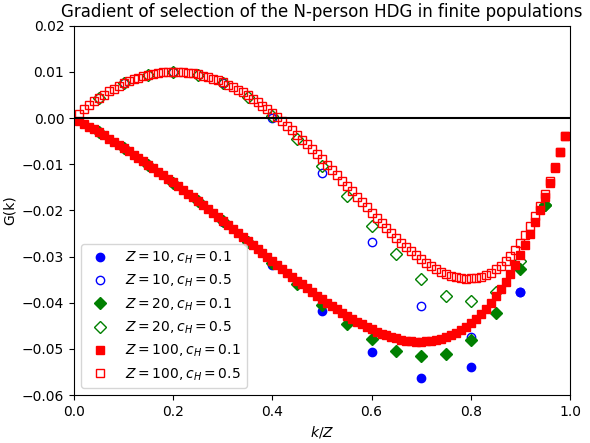 Gradient of selection of the N-person HDG in finite populations
0.02
0.01
0.00
−0.01
−0.02
−0.03
−0.04
−0.05
−0.06
G(k)
Z = 10, c_H = 0.1
Z = 10, c_H = 0.5
Z = 20, c_H = 0.1
Z = 20, c_H = 0.5
Z = 100, c_H = 0.1
Z = 100, c_H = 0.5
0.0 0.2 0.4 0.6 0.8 1.0
k/Z